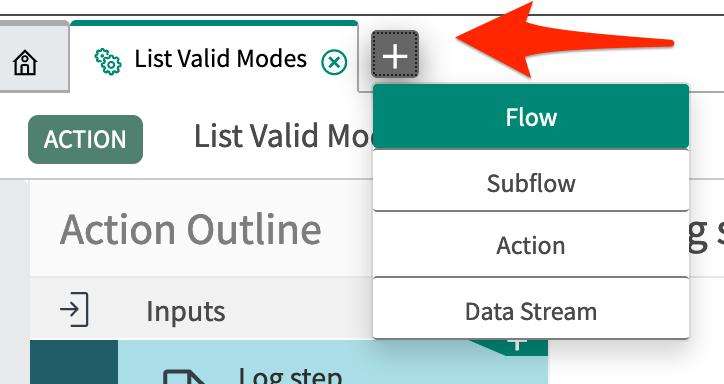 List Valid Modes
+
Flow
ACTION
List Valid Mo
Subflow
Action Outline
g s
Action
Inputs
Data Stream
+
Log step